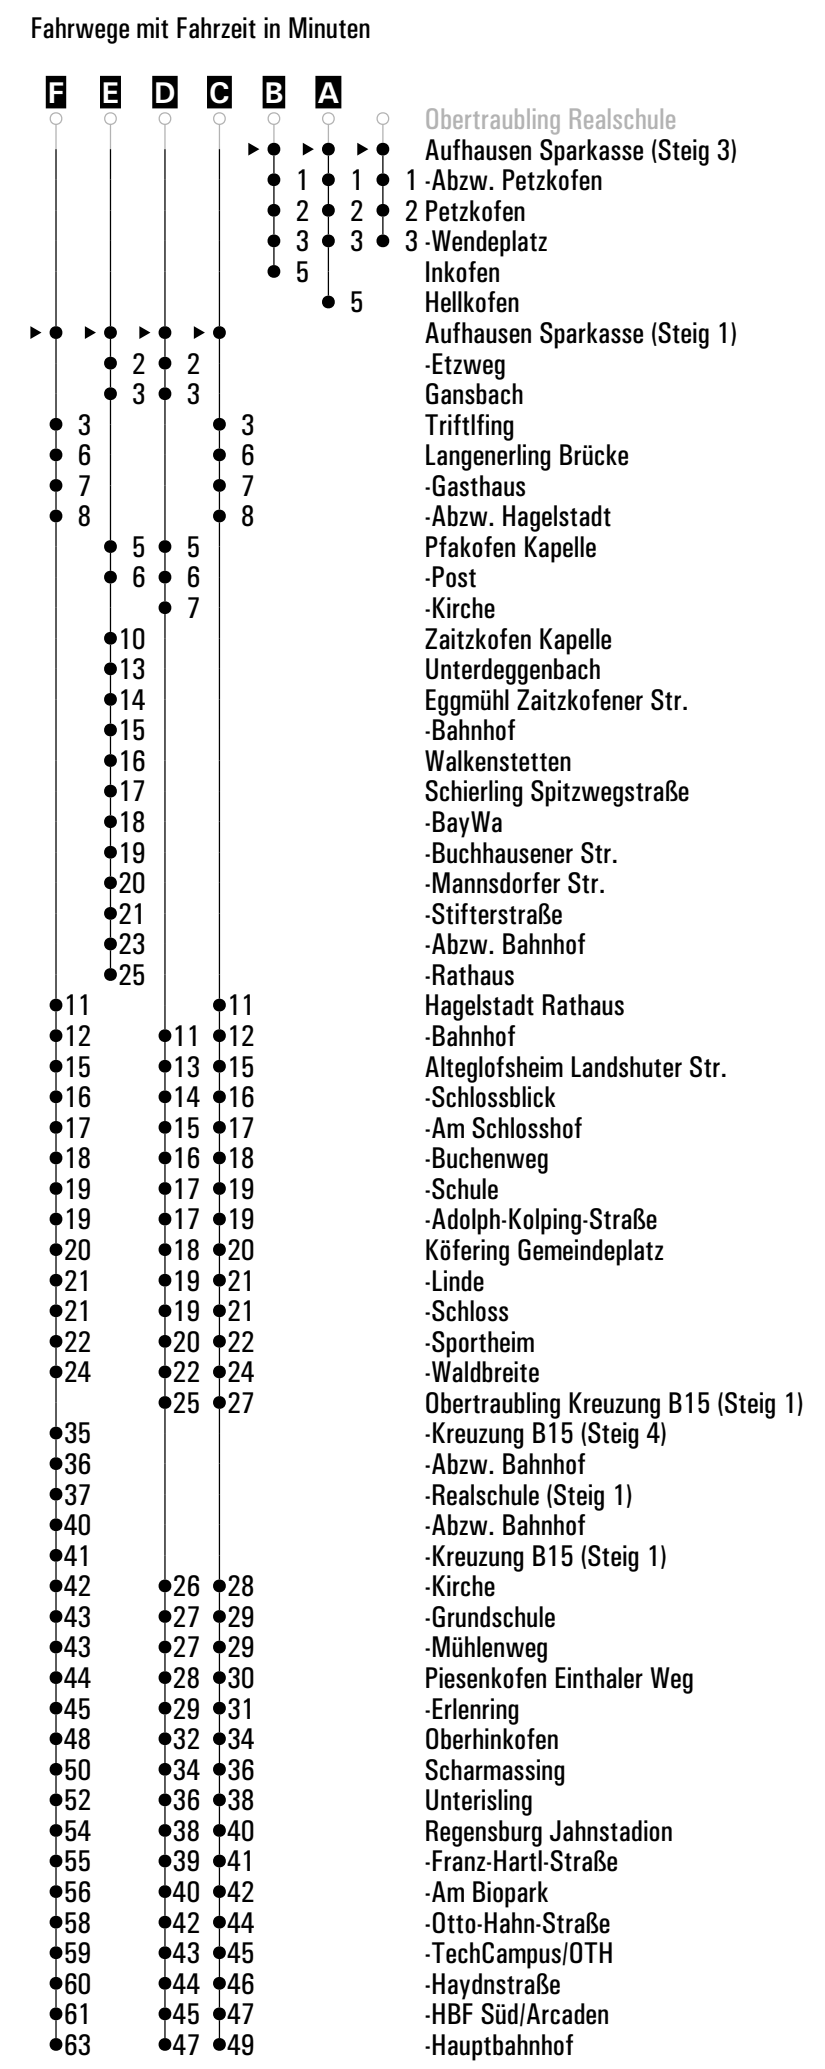 Fahrwege mit Fahrzeit in Minuten
F E D C B A
Obertraubling Realschule
Aufhausen Sparkasse (Steig 3)
1 1 1 -Abzw. Petzkofen
2 2 2 Petzkofen
3 3 3 -Wendeplatz
5 Inkofen
5 Hellkofen
Aufhausen Sparkasse (Steig 1)
2 2 -Etzweg
3 3 Gansbach
3 3 Triftlfing
6 6 Langenerling Brücke
7 7 -Gasthaus
8 8 -Abzw. Hagelstadt
5 5 Pfakofen Kapelle
6 6 -Post
7 -Kirche
10 Zaitzkofen Kapelle
13 Unterdeggenbach
14 Eggmühl Zaitzkofener Str.
15 -Bahnhof
16 Walkenstetten
17 Schierling Spitzwegstraße
18 -BayWa
19 -Buchhausener Str.
20 -Mannsdorfer Str.
21 -Stifterstraße
23 -Abzw. Bahnhof
25 -Rathaus
11 11 Hagelstadt Rathaus
12 11 12 -Bahnhof
15 13 15 Alteglofsheim Landshuter Str.
16 14 16 -Schlossblick
17 15 17 -Am Schlosshof
18 16 18 -Buchenweg
19 17 19 -Schule
19 17 19 -Adolph-Kolping-Straße
20 18 20 Köfering Gemeindeplatz
21 19 21 -Linde
21 19 21 -Schloss
22 20 22 -Sportheim
24 22 24 -Waldbreite
25 27 Obertraubling Kreuzung B15 (Steig 1)
35 -Kreuzung B15 (Steig 4)
36 -Abzw. Bahnhof
37 -Realschule (Steig 1)
40 -Abzw. Bahnhof
41 -Kreuzung B15 (Steig 1)
42 26 28 -Kirche
43 27 29 -Grundschule
43 27 29 -Mühlenweg
44 28 30 Piesenkofen Einthaler Weg
45 29 31 -Erlenring
48 32 34 Oberhinkofen
50 34 36 Scharmassing
52 36 38 Unterisling
54 38 40 Regensburg Jahnstadion
55 39 41 -Franz-Hartl-Straße
56 40 42 -Am Biopark
58 42 44 -Otto-Hahn-Straße
59 43 45 -TechCampus/OTH
60 44 46 -Haydnstraße
61 45 47 -HBF Süd/Arcaden
63 47 49 -Hauptbahnhof